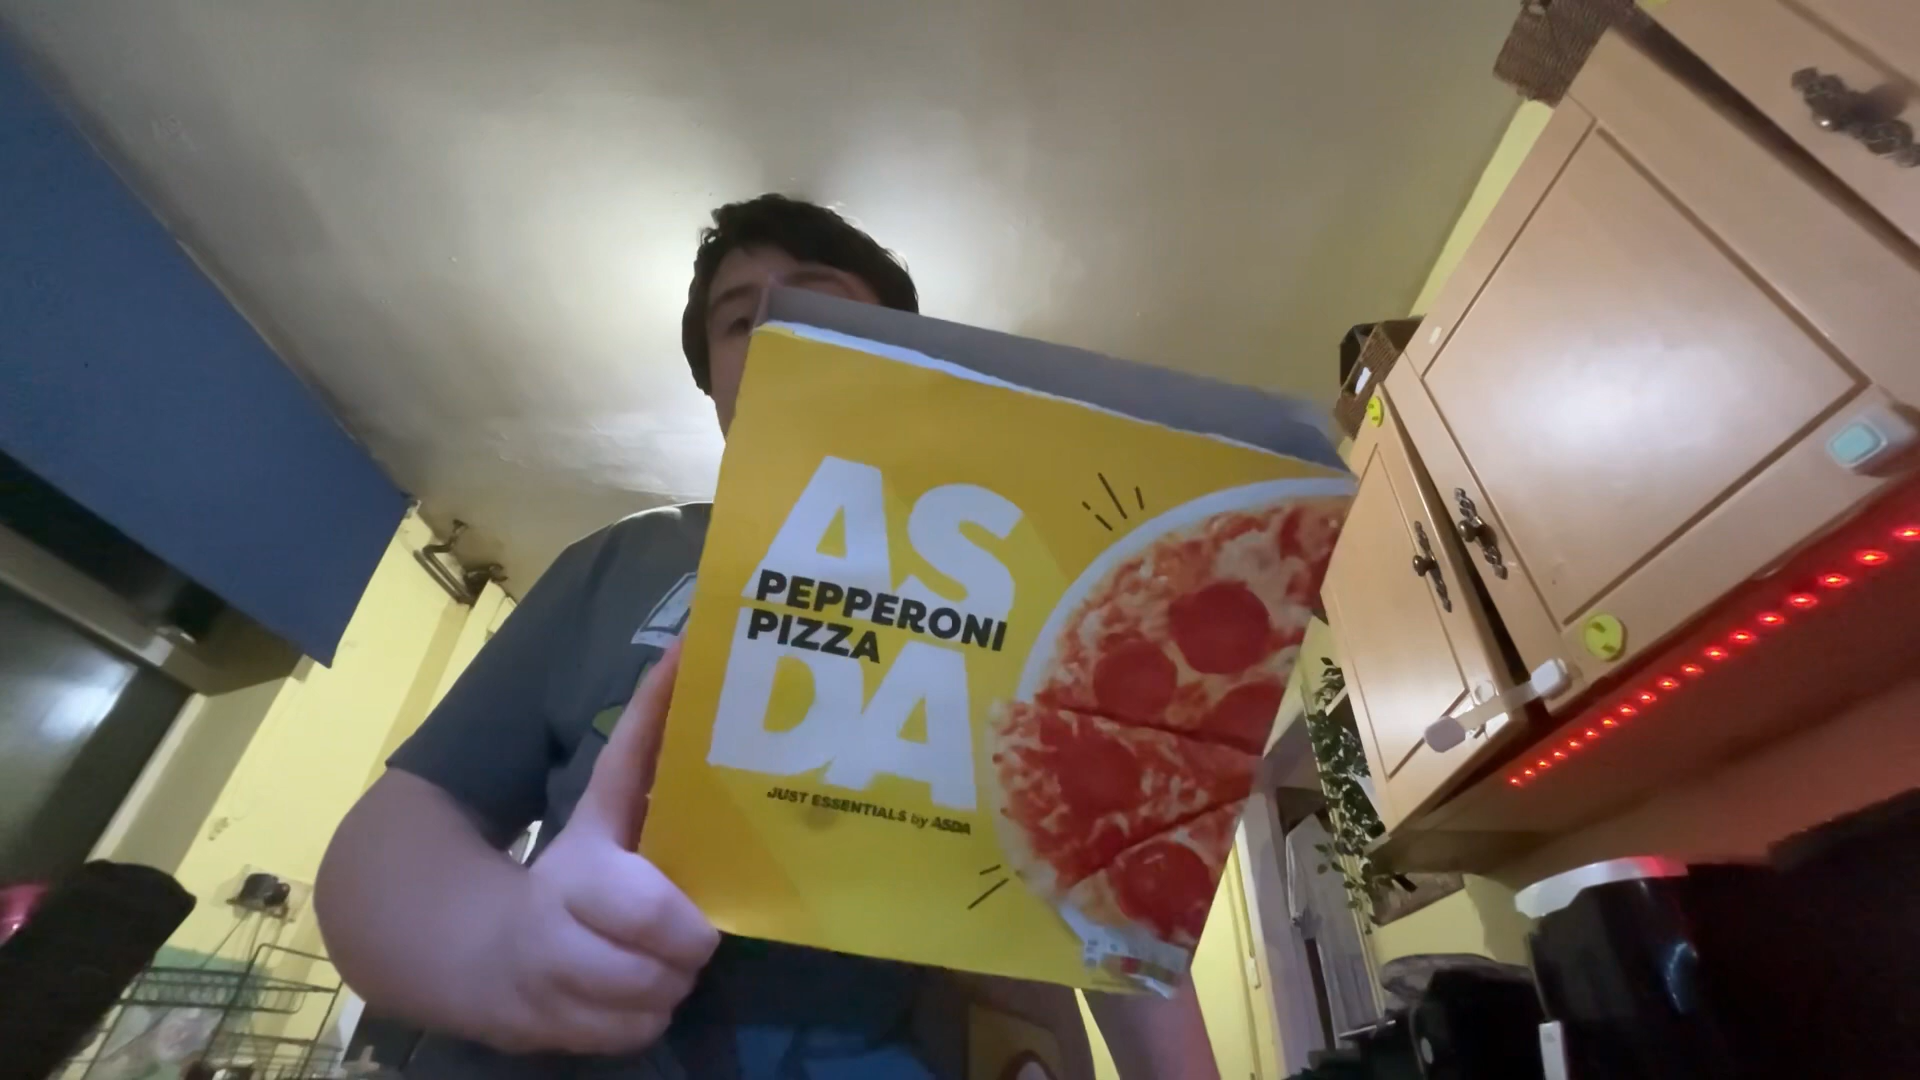 AS
PEPPERONI
PIZZA
DA
JUST ESSENTIALS by ASDA